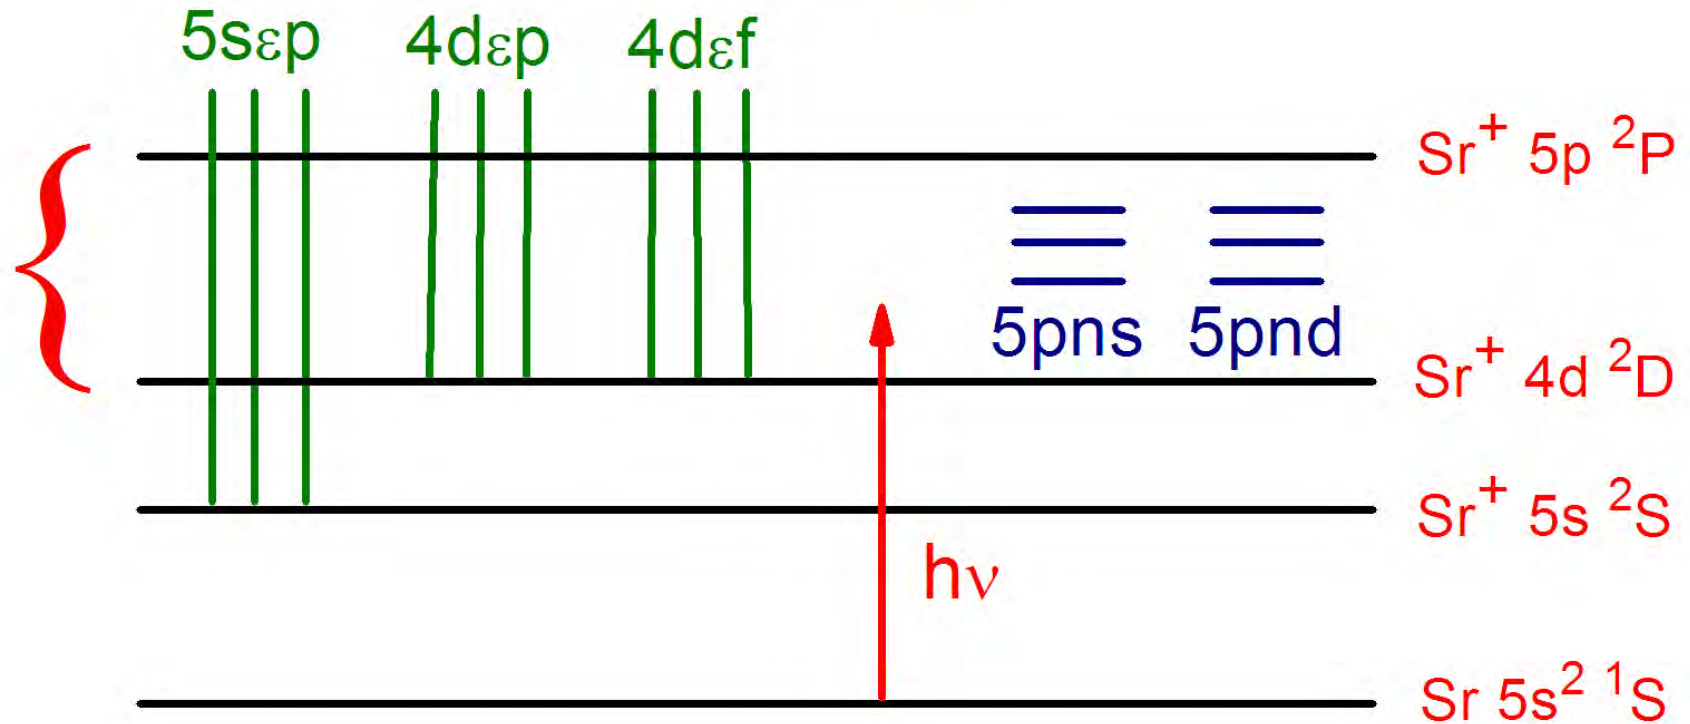 5sεp 4dεp 4dεf
Sr⁺ 5p ²P
5pns 5pnd
Sr⁺ 4d ²D
Sr⁺ 5s ²S
hν
Sr 5s² ¹S